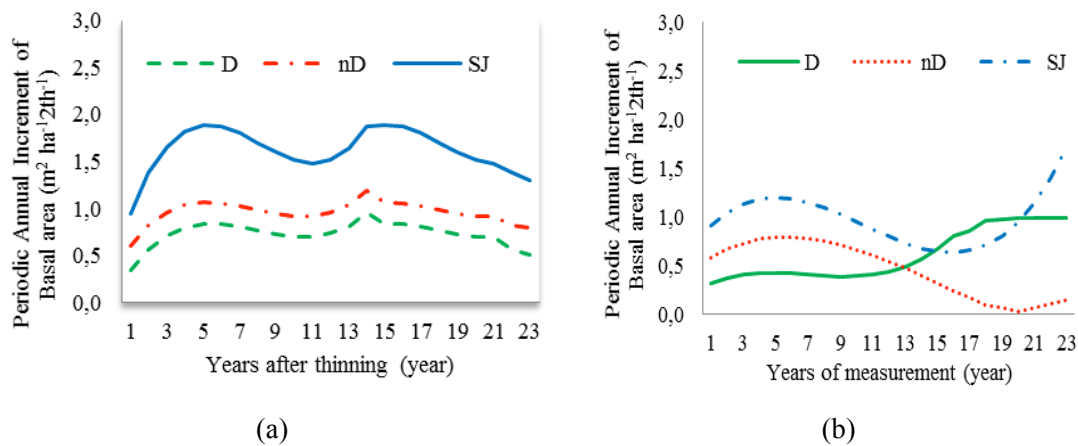 Periodic Annual Increment of
Basal area (m² ha⁻¹2th⁻¹)
3,0
2,5
2,0
1,5
1,0
0,5
0,0
D nD SJ
1 3 5 7 9 11 13 15 17 19 21 23
Years after thinning (year)
(a)
Periodic Annual Increment of
Basal area (m² ha⁻¹2th⁻¹)
3,0
2,5
2,0
1,5
1,0
0,5
0,0
D nD SJ
1 3 5 7 9 11 13 15 17 19 21 23
Years of measurement (year)
(b)